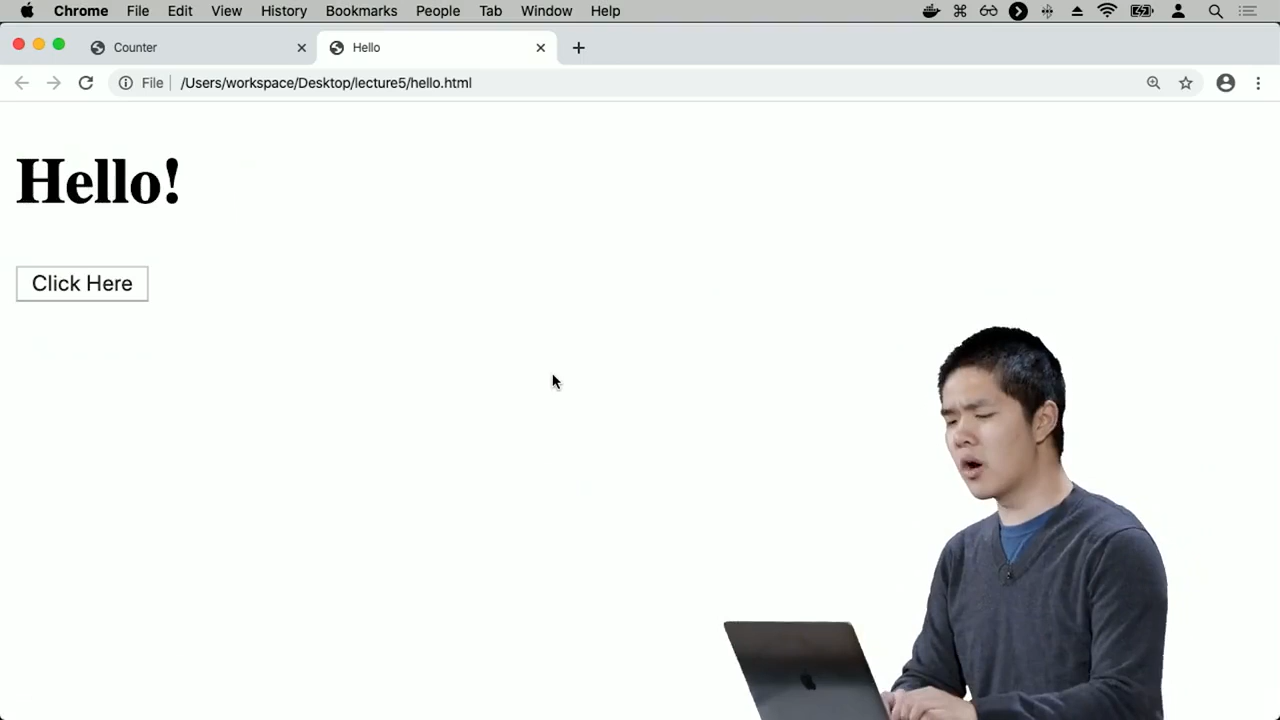 Chrome File Edit View History Bookmarks People Tab Window Help
Counter
Hello
File /Users/workspace/Desktop/lecture5/hello.html
Hello!
Click Here